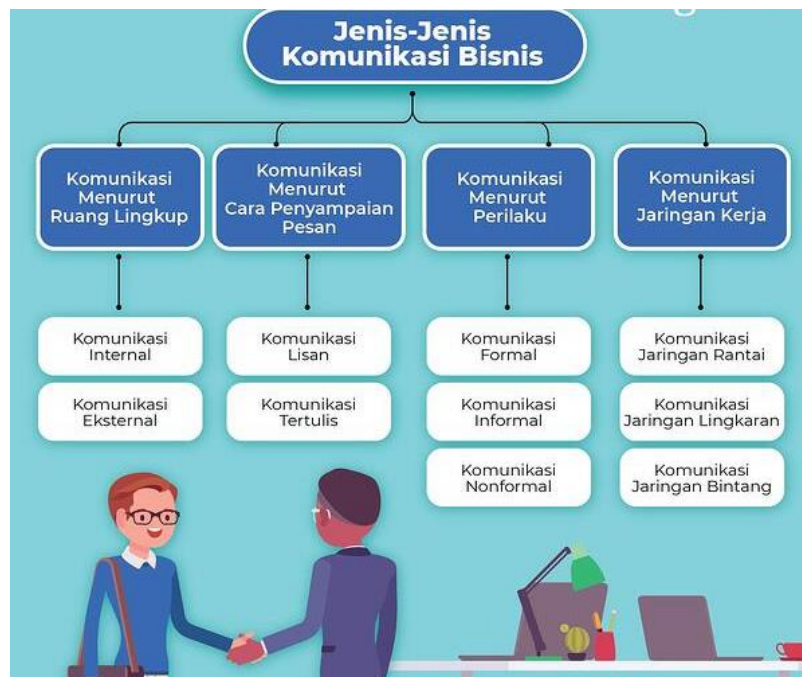 Jenis-Jenis
Komunikasi Bisnis
Komunikasi
Menurut
Ruang Lingkup
Komunikasi
Menurut
Cara Penyampaian
Pesan
Komunikasi
Menurut
Perilaku
Komunikasi
Menurut
Jaringan Kerja
Komunikasi
Internal
Komunikasi
Eksternal
Komunikasi
Lisan
Komunikasi
Tertulis
Komunikasi
Formal
Komunikasi
Informal
Komunikasi
Nonformal
Komunikasi
Jaringan Rantai
Komunikasi
Jaringan Lingkaran
Komunikasi
Jaringan Bintang